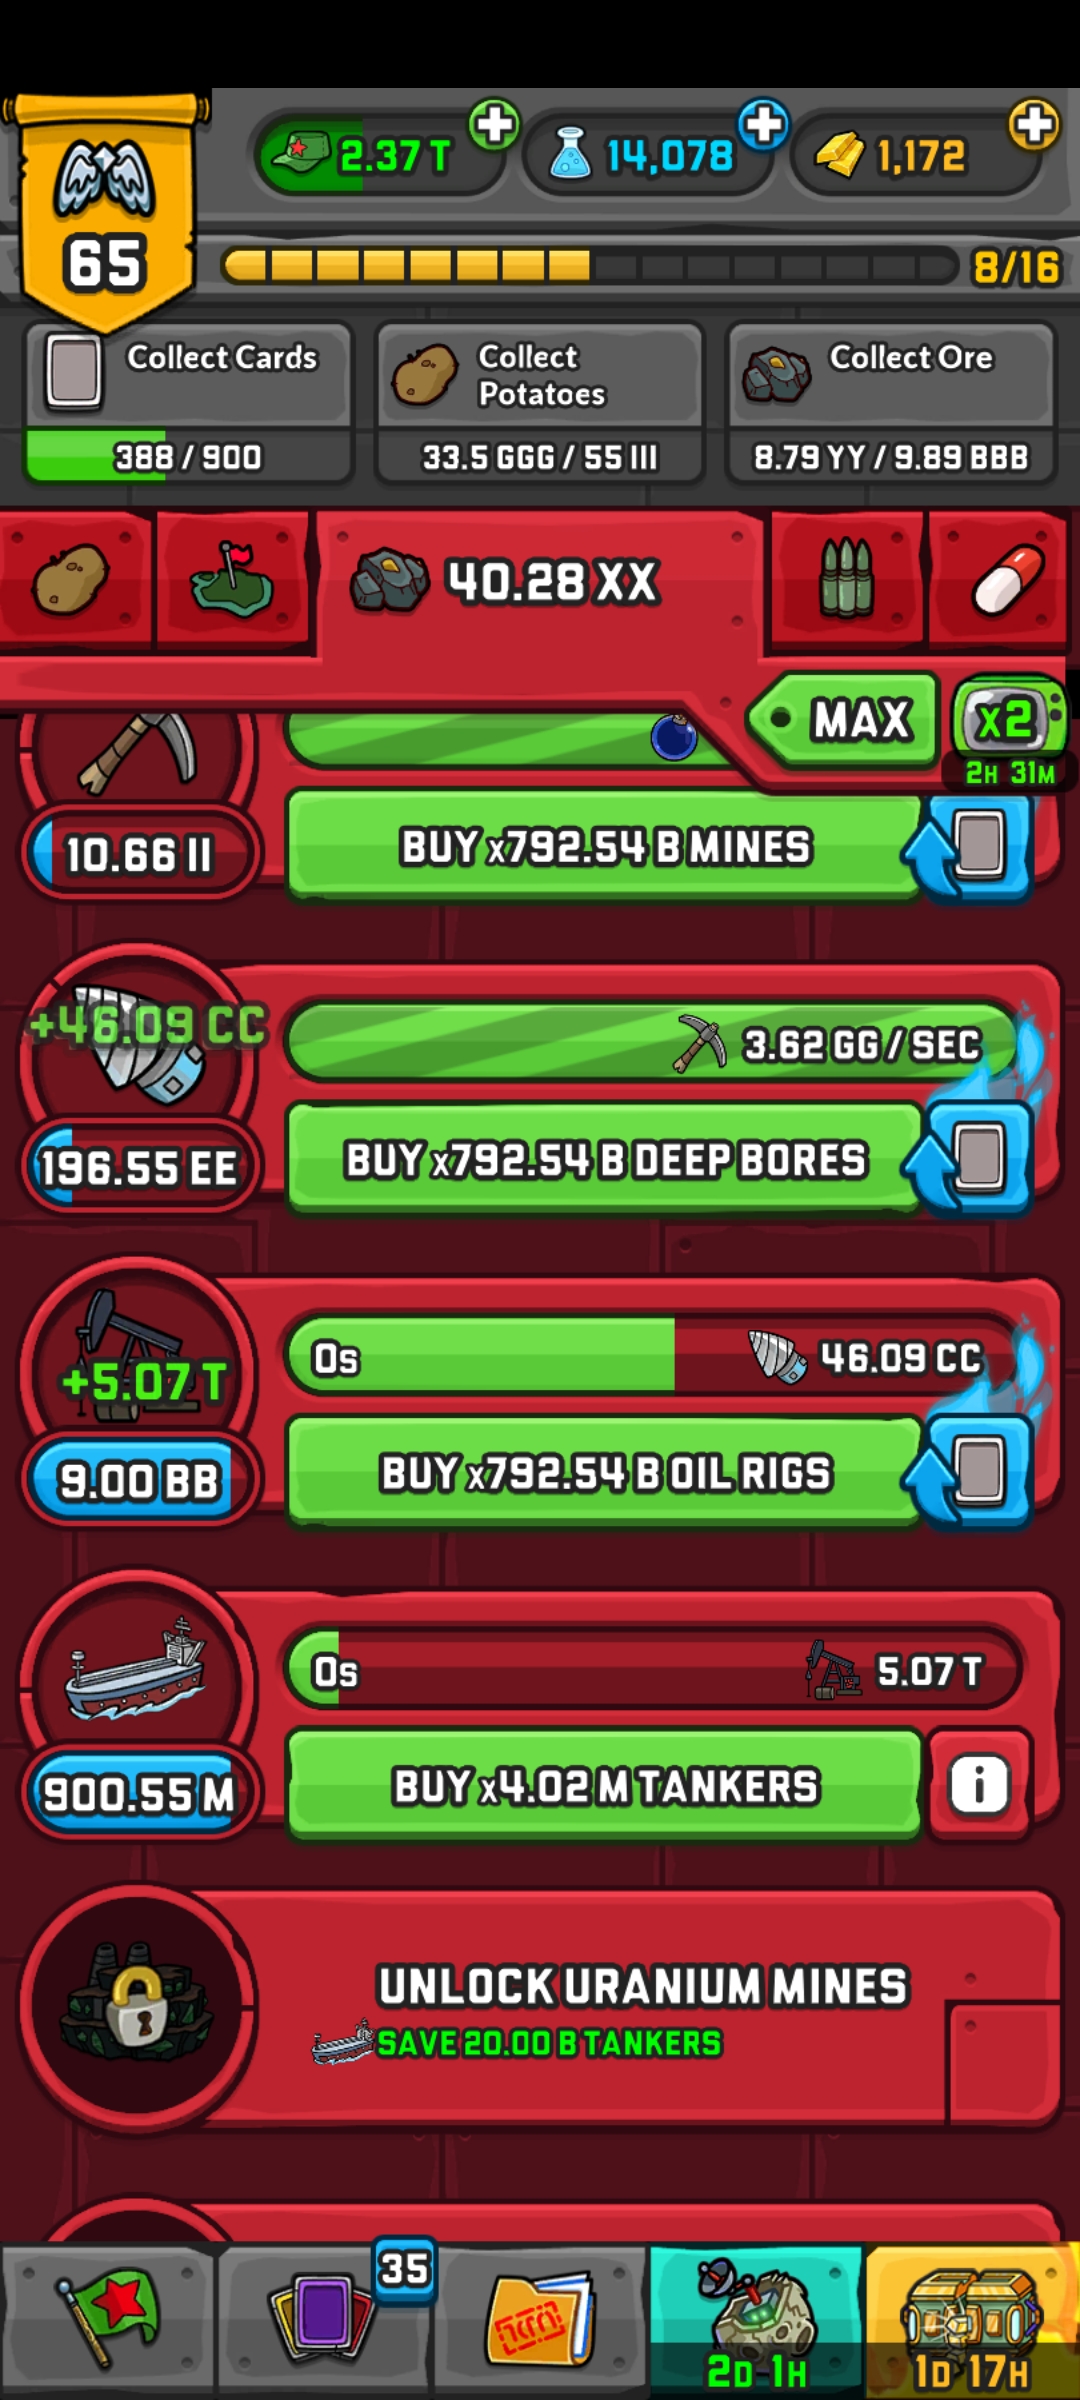 2.37 T
14,078
1,172
65
8/16
Collect Cards
388 / 900
Collect
Potatoes
33.5 GGG / 55 III
Collect Ore
8.79 YY / 9.89 BBB
40.28 XX
MAX
X2
2H 31M
10.66 II
BUY x792.54 B MINES
+46.09 CC
3.62 GG / SEC
196.55 EE
BUY x792.54 B DEEP BORES
+5.07 T
0s
46.09 CC
9.00 BB
BUY x792.54 B OIL RIGS
0s
5.07 T
900.55 M
BUY x4.02 M TANKERS
i
UNLOCK URANIUM MINES
SAVE 20.00 B TANKERS
35
2D 1H
1D 17H